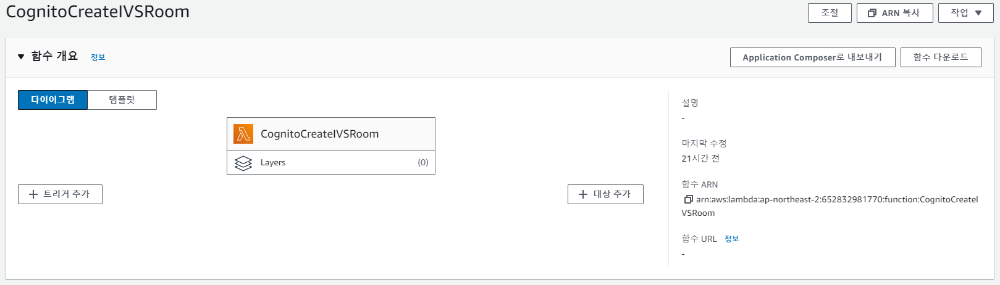 CognitoCreateIVSRoom
조절
ARN 복사
작업
함수 개요 정보
Application Composer로 내보내기
함수 다운로드
다이어그램
템플릿
CognitoCreateIVSRoom
Layers (0)
+ 트리거 추가
+ 대상 추가
설명
-
마지막 수정
21시간 전
함수 ARN
arn:aws:lambda:ap-northeast-2:652832981770:function:CognitoCreateI
VSRoom
함수 URL 정보
-